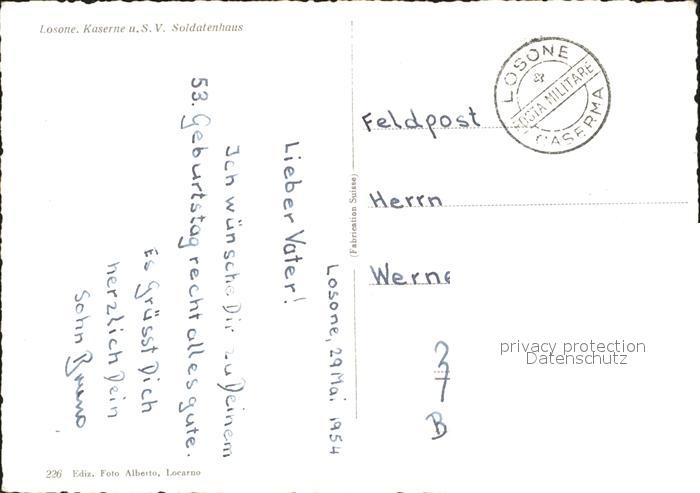 Losone. Kaserne u. S. V. Soldatenhaus
Losone, 29 Mai 1954
Lieber Vater!
Ich wünsche Dir zu Deinem
53. Geburtstag recht alles gute.
Es Grüsst Dich
herzlich Dein
Sohn Bruno
226 Ediz. Foto Alberto, Locarno
(Fabrication Suisse)
LOSONE
POSTA MILITARE
CASERMA
Feldpost
Herrn
Werne
privacy protection
Datenschutz
B